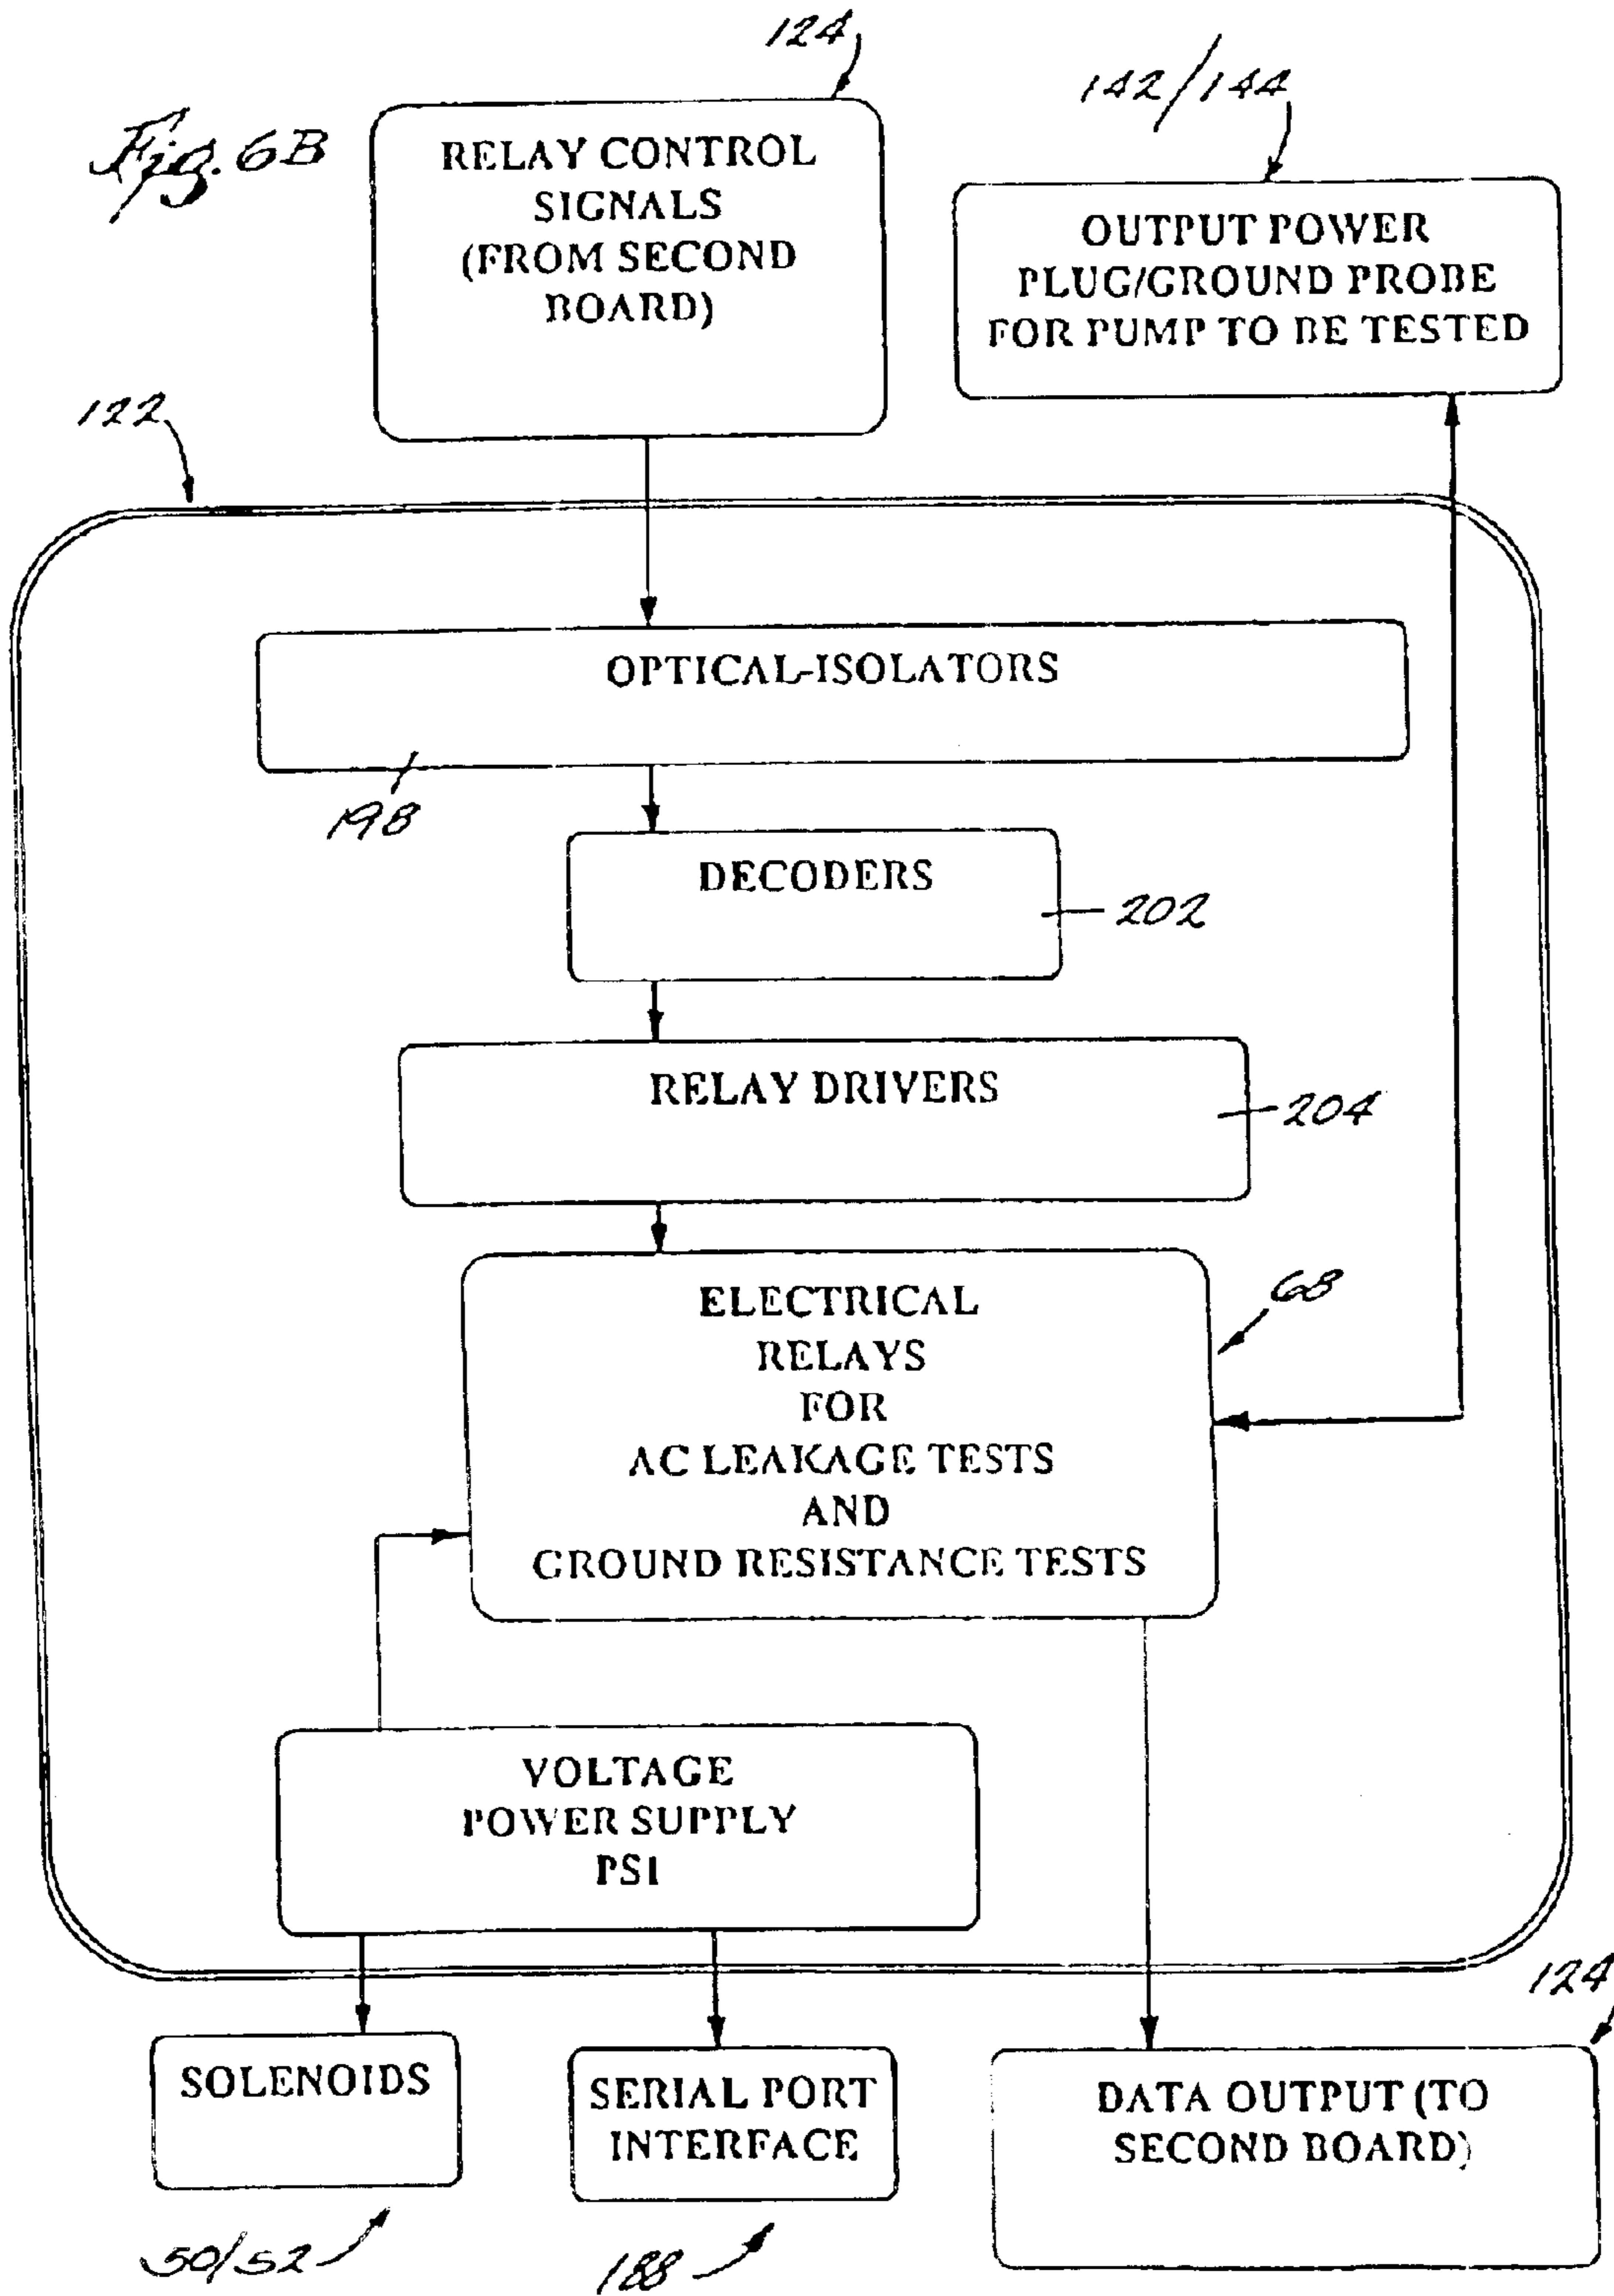 124
142/144
Fig. 6B
RELAY CONTROL
SIGNALS
(FROM SECOND
BOARD)
OUTPUT POWER
PLUG/GROUND PROBE
FOR PUMP TO BE TESTED
122
OPTICAL-ISOLATORS
198
DECODERS
202
RELAY DRIVERS
204
ELECTRICAL
RELAYS
FOR
AC LEAKAGE TESTS
AND
GROUND RESISTANCE TESTS
68
VOLTAGE
POWER SUPPLY
PS1
124
SOLENOIDS
SERIAL PORT
INTERFACE
DATA OUTPUT (TO
SECOND BOARD)
50/52
188